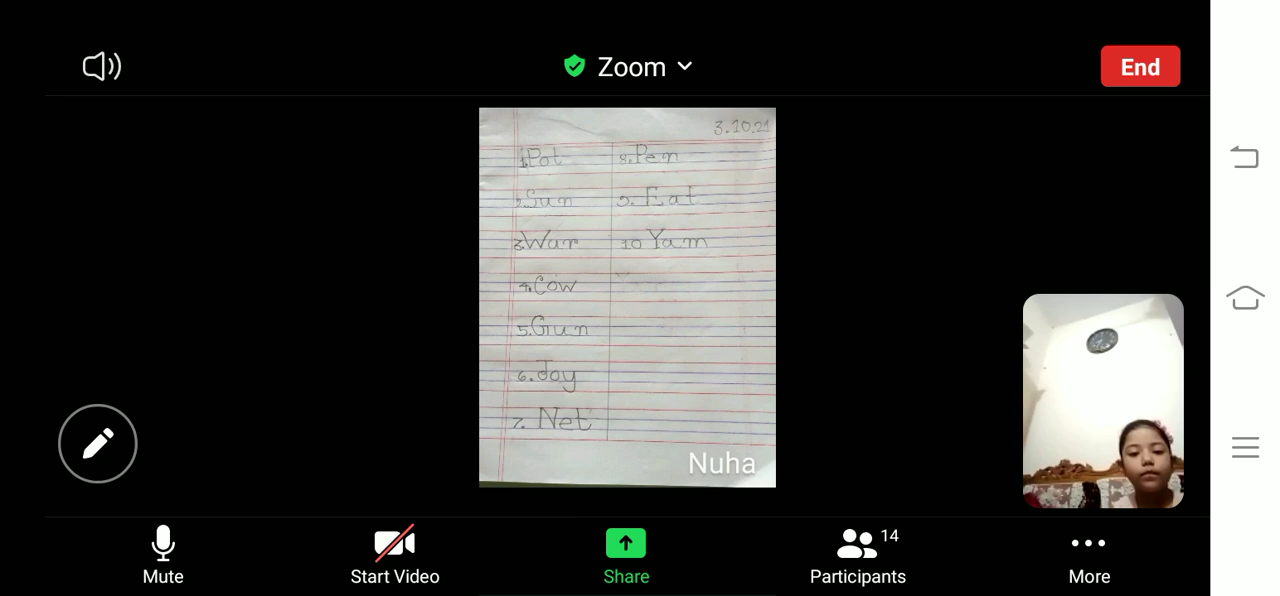 Zoom
End
3.10.21
1.Pot
2.Sun
3.War
4.Cow
5.Gun
6.Joy
7. Net
8.Pen
9. Eat
10 Yam
Nuha
Mute
Start Video
Share
14
Participants
More